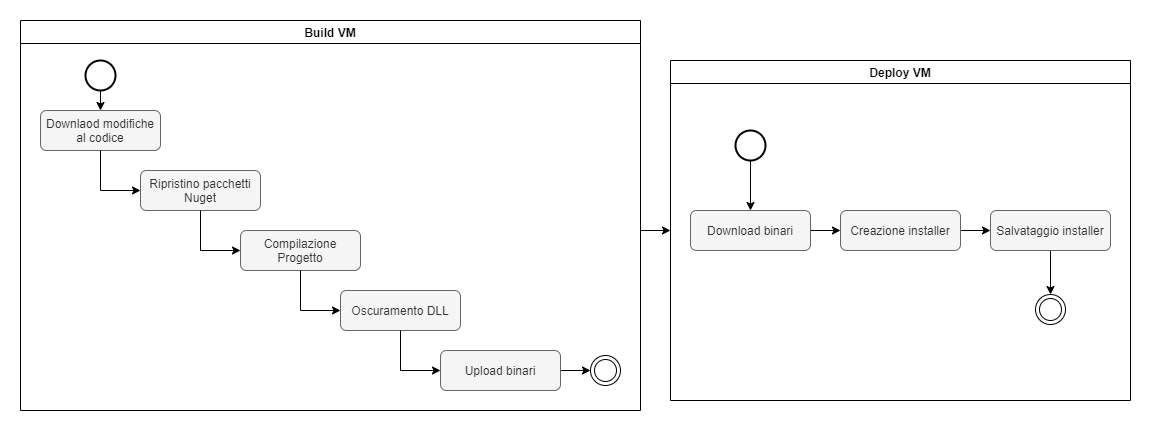 Build VM
Downlaod modifiche
al codice
Ripristino pacchetti
Nuget
Compilazione
Progetto
Oscuramento DLL
Upload binari
Deploy VM
Download binari
Creazione installer
Salvataggio installer